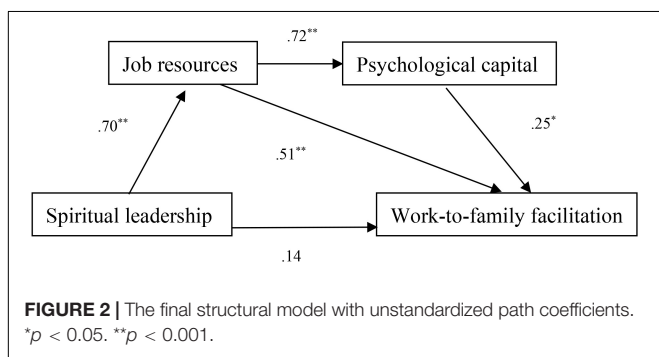 .72**
Job resources
Psychological capital
.70**
.51**
.25*
Spiritual leadership
Work-to-family facilitation
.14
FIGURE 2 | The final structural model with unstandardized path coefficients.
*p < 0.05. **p < 0.001.